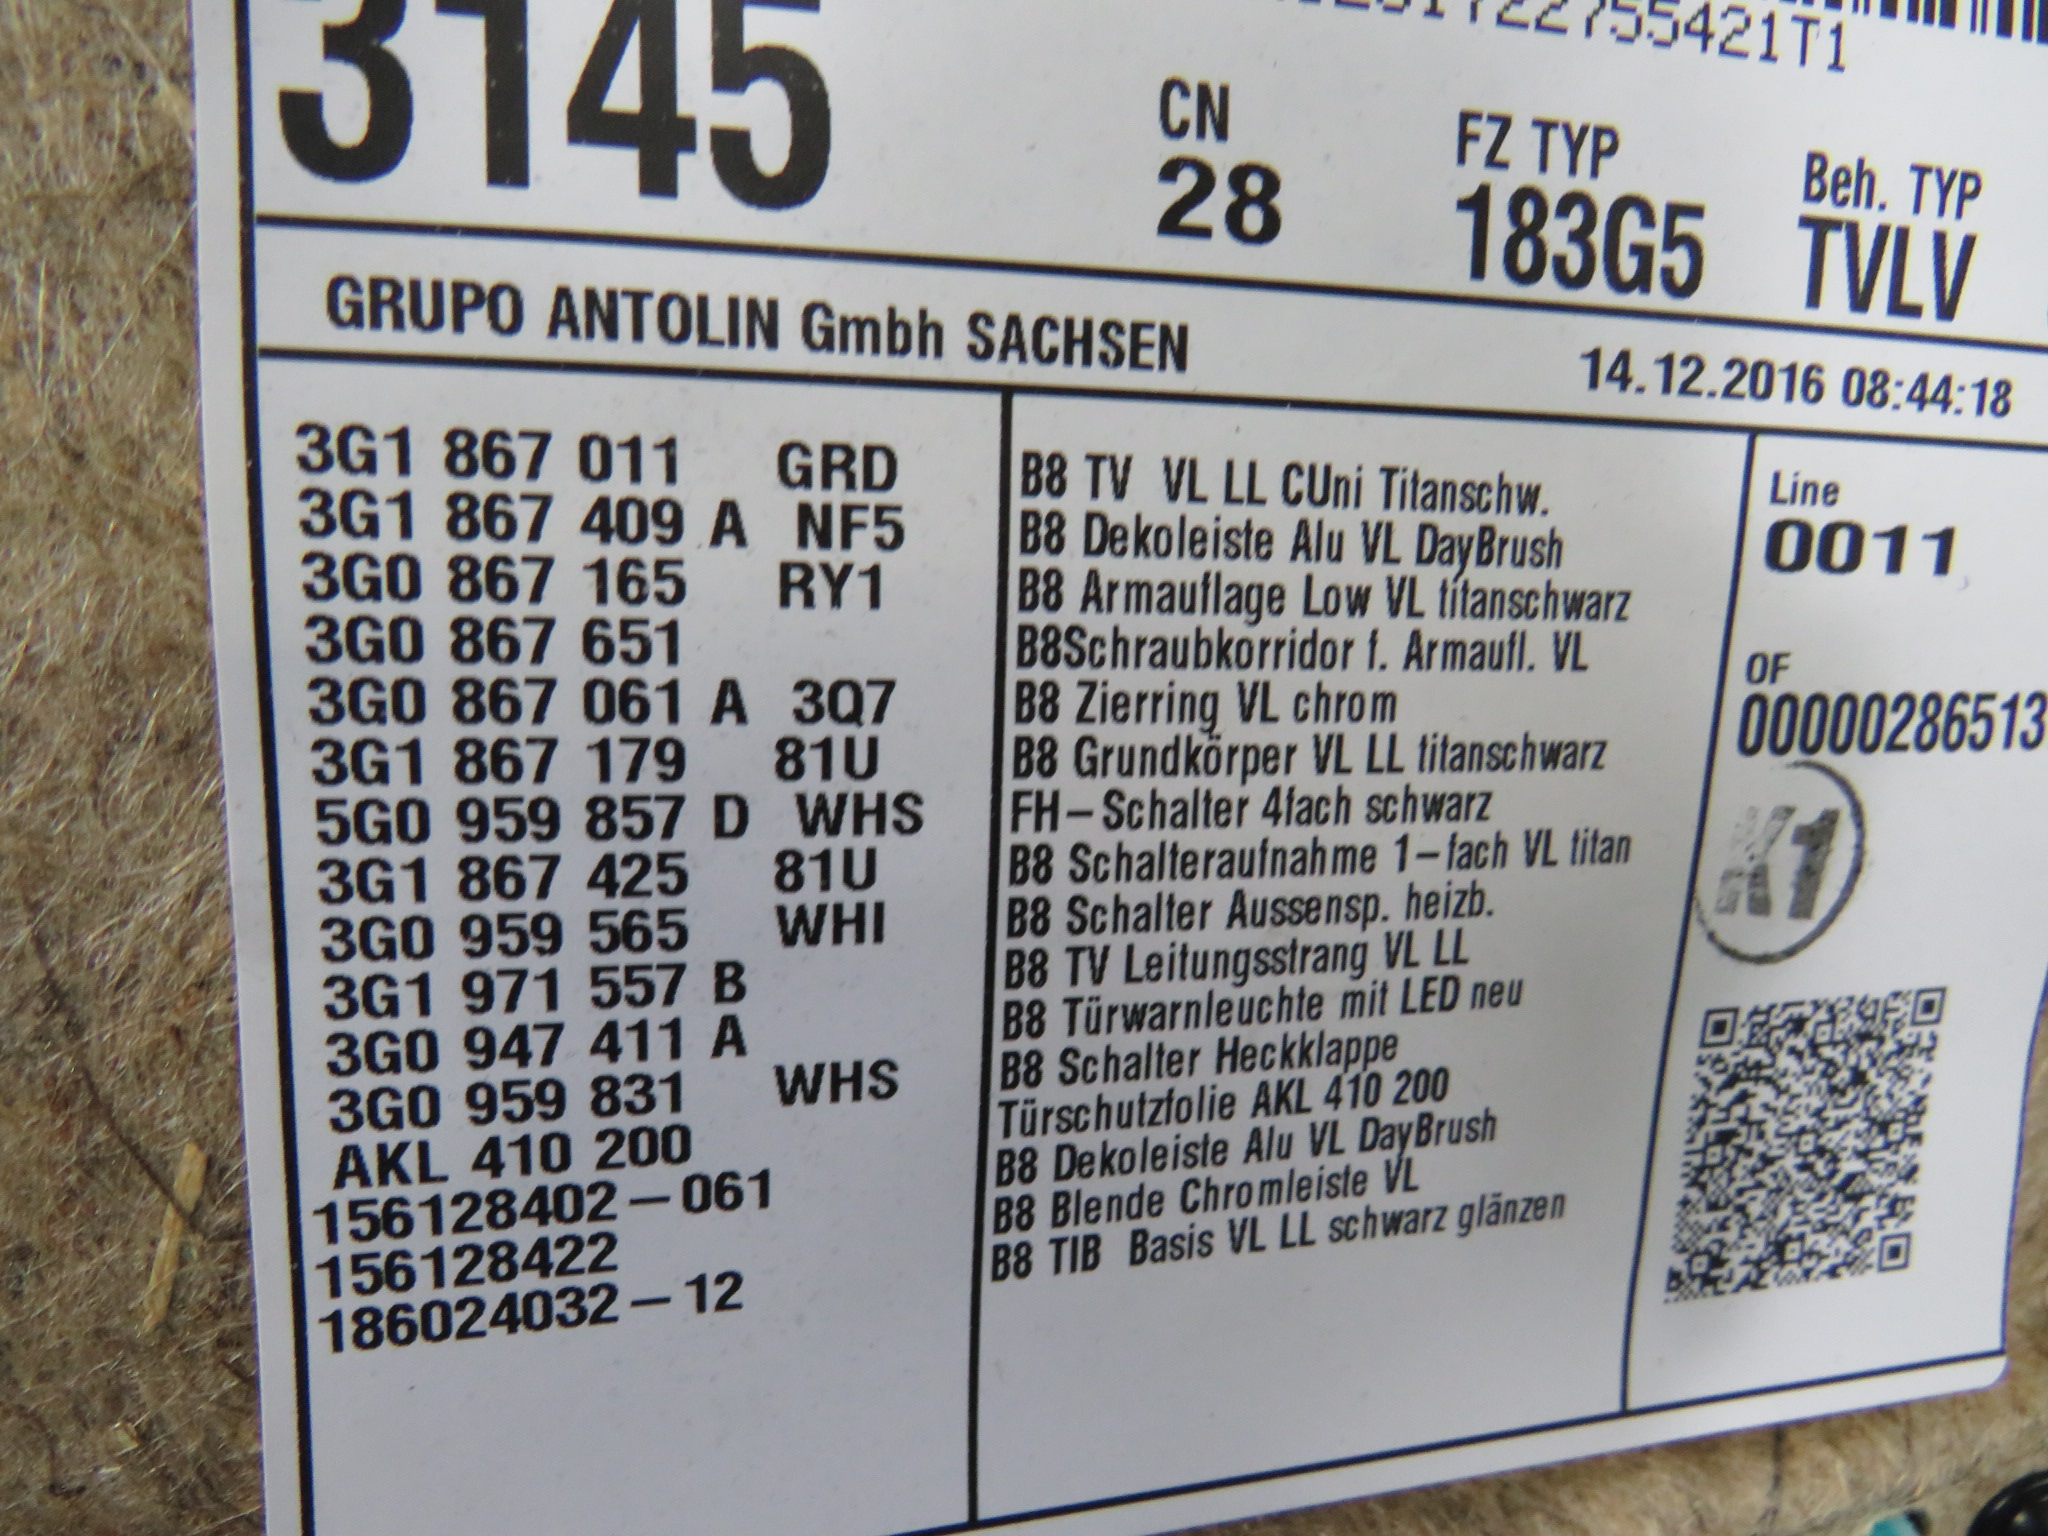 3145
22755421T1
CN
28
FZ TYP
183G5
Beh. TYP
TVLV
GRUPO ANTOLIN Gmbh SACHSEN
14.12.2016 08:44:18
3G1 867 011 GRD
3G1 867 409 A NF5
3G0 867 165 RY1
3G0 867 651
3G0 867 061 A 3Q7
3G1 867 179 81U
5G0 959 857 D WHS
3G1 867 425 81U
3G0 959 565 WHI
3G1 971 557 B
3G0 947 411 A
3G0 959 831 WHS
AKL 410 200
156128402-061
156128422
186024032-12
B8 TV VL LL CUni Titanschw.
B8 Dekoleiste Alu VL DayBrush
B8 Armauflage Low VL titanschwarz
B8Schraubkorridor f. Armaufl. VL
B8 Zierring VL chrom
B8 Grundkörper VL LL titanschwarz
FH-Schalter 4fach schwarz
B8 Schalteraufnahme 1-fach VL titan
B8 Schalter Aussensp. heizb.
B8 TV Leitungsstrang VL LL
B8 Türwarnleuchte mit LED neu
B8 Schalter Heckklappe
Türschutzfolie AKL 410 200
B8 Dekoleiste Alu VL DayBrush
B8 Blende Chromleiste VL
B8 TIB Basis VL LL schwarz glänzen
Line
0011
OF
00000286513